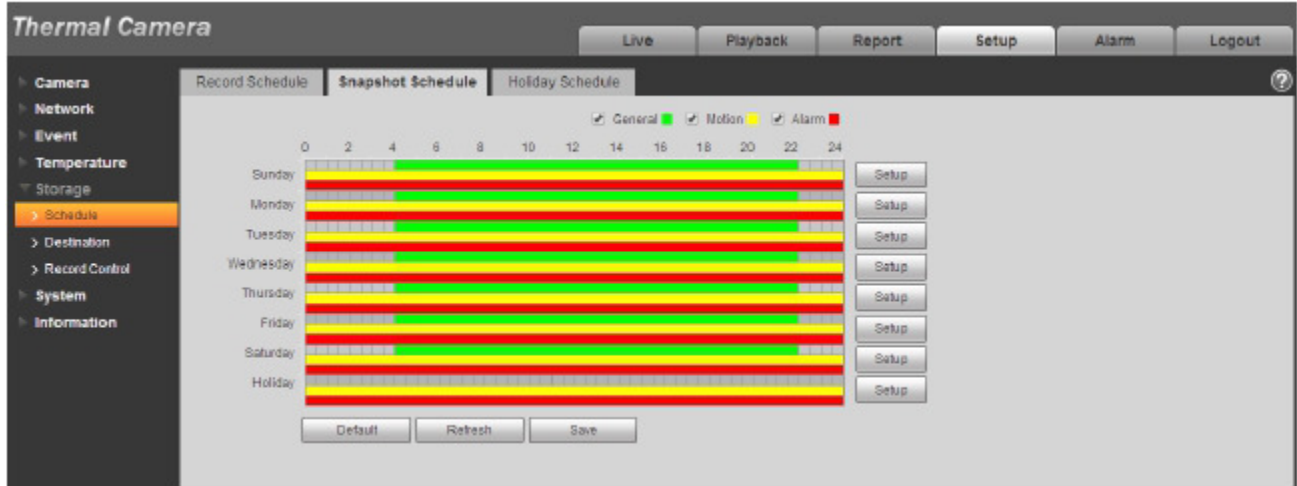 Thermal Camera
Live Playback Report Setup Alarm Logout
Camera
Network
Event
Temperature
Storage
Schedule
Destination
Record Control
System
Information
Record Schedule Snapshot Schedule Holiday Schedule ?
General Motion Alarm
0 2 4 6 8 10 12 14 16 18 20 22 24
Sunday Setup
Monday Setup
Tuesday Setup
Wednesday Setup
Thursday Setup
Friday Setup
Saturday Setup
Holiday Setup
Default Refresh Save